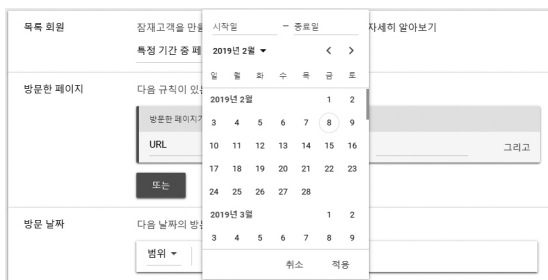 목록 회원
잠재고객을 만들
자세히 알아보기
특정 기간 중 페
시작일 – 종료일
2019년 2월
일 월 화 수 목 금 토
2019년 2월 1 2
3 4 5 6 7 8 9
10 11 12 13 14 15 16
17 18 19 20 21 22 23
24 25 26 27 28
2019년 3월 1 2
3 4 5 6 7 8 9
취소 적용
방문한 페이지
다음 규칙이 있는
방문한 페이지가
URL
그리고
또는
방문 날짜
다음 날짜의 방문
범위